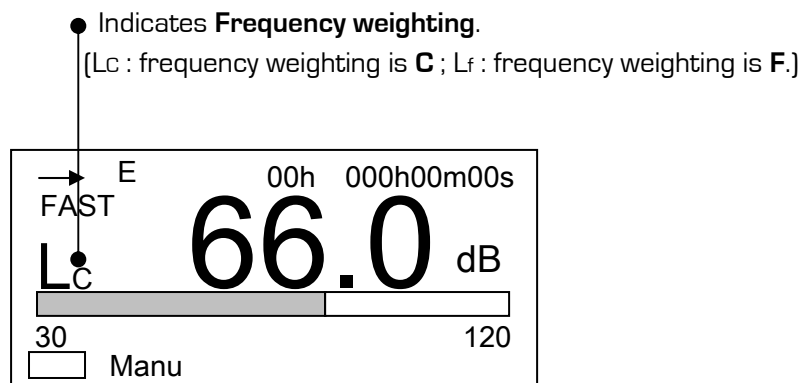 Indicates Frequency weighting.
(Lc : frequency weighting is C ; Lf : frequency weighting is F.)
E 00h 000h00m00s
FAST
LC 66.0 dB
30 120
Manu